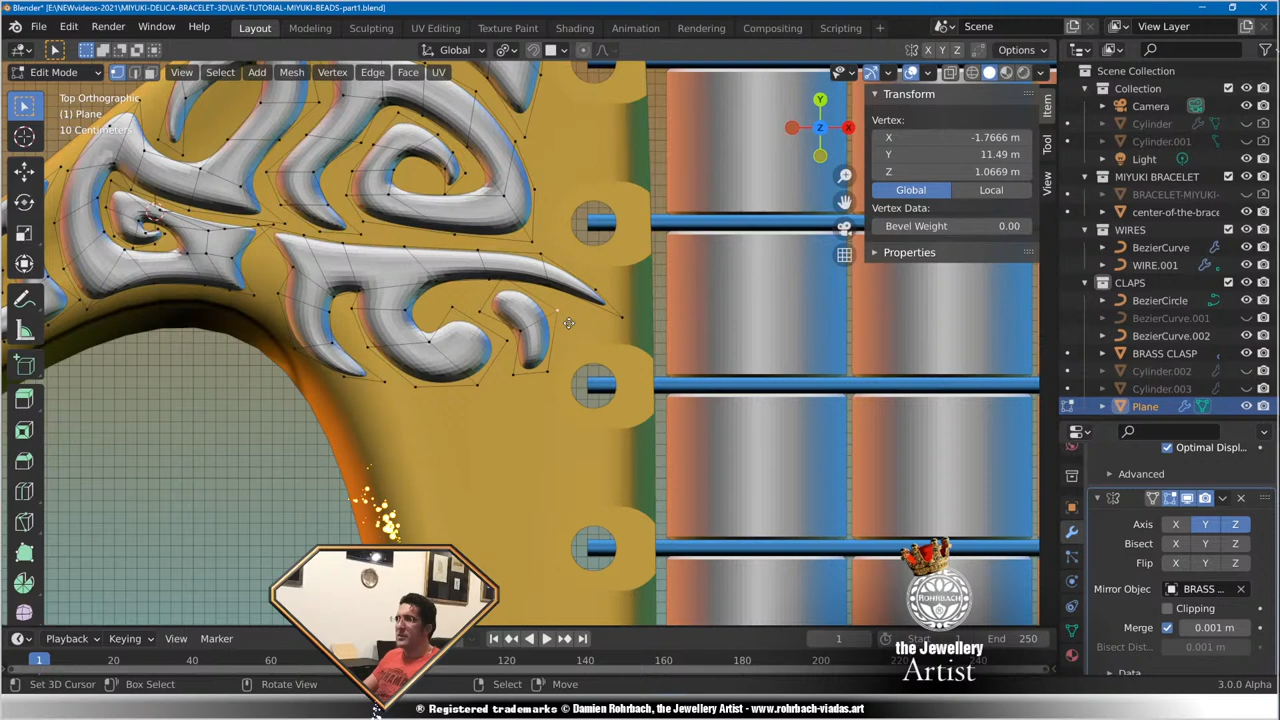 Blender* [E:\NEWvideos-2021\MIYUKI-DELICA-BRACELET-3D\LIVE-TUTORIAL-MIYUKI-BEADS-part1.blend]
File Edit Render Window Help Layout Modeling Sculpting UV Editing Texture Paint Shading Animation Rendering Compositing Scripting Scene View Layer
Global X Y Z Options
Edit Mode View Select Add Mesh Vertex Edge Face UV
Top Orthographic
(1) Plane
10 Centimeters
Y
Z X
Transform
Vertex:
X -1.7666 m
Y 11.49 m
Z 1.0669 m
Global Local
Vertex Data:
Bevel Weight 0.00
Properties
Item
Tool
View
Scene Collection
Collection
Camera
Cylinder
Cylinder.001
Light
MIYUKI BRACELET
BRACELET-MIYUKI-
center-of-the-brace
WIRES
BezierCurve
WIRE.001
CLAPS
BezierCircle
BezierCurve.001
BezierCurve.002
BRASS CLASP
Cylinder.002
Cylinder.003
Plane
Optimal Displ...
Advanced
Axis X Y Z
Bisect X Y Z
Flip X Y Z
Mirror Objec BRASS ...
Clipping
Merge 0.001 m
Bisect Dist... 0.001 m
Data
ROHRBACH
the Jewellery
Artist
Playback Keying View Marker 1 Start 1 End 250
1 20 40 60 120 140 160 180 200 220 240
Set 3D Cursor Box Select Rotate View Select Move 3.0.0 Alpha
® Registered trademarks © Damien Rohrbach, the Jewellery Artist - www.rohrbach-viadas.art